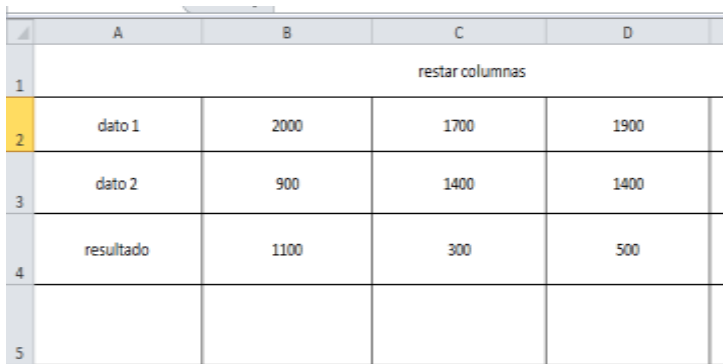 A B C D
1 restar columnas
2 dato 1 2000 1700 1900
3 dato 2 900 1400 1400
4 resultado 1100 300 500
5